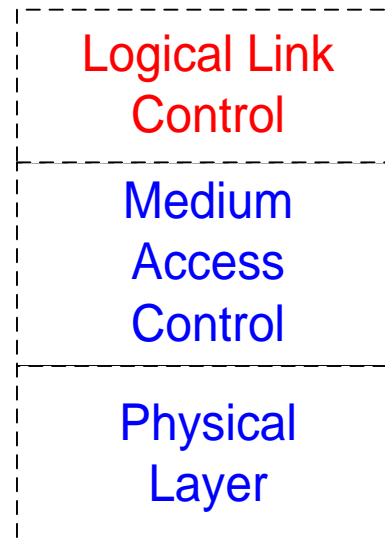 Logical Link
Control
Medium
Access
Control
Physical
Layer